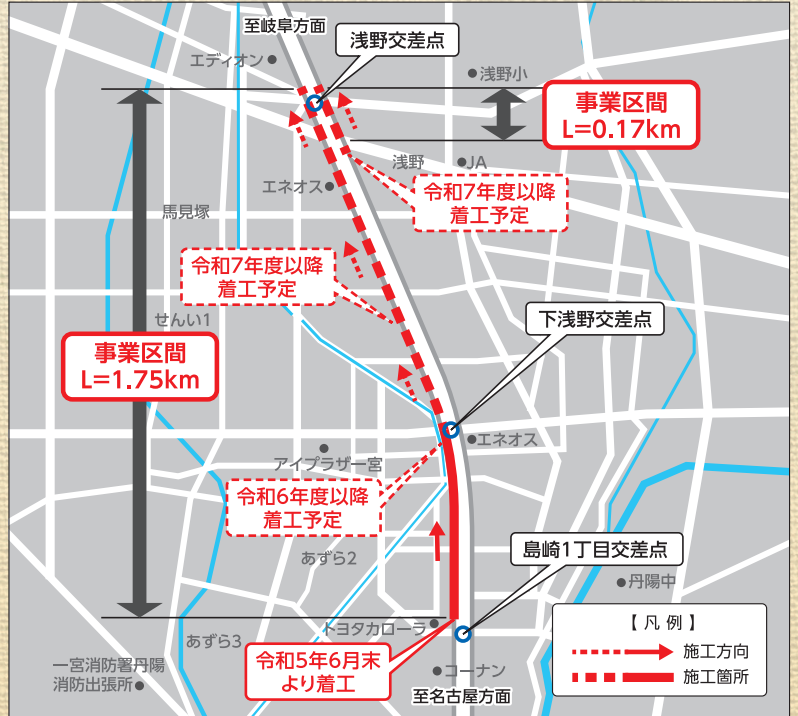 至岐阜方面
浅野交差点
エディオン
浅野小
事業区間
L=0.17km
浅野
JA
エネオス
令和7年度以降
着工予定
馬見塚
令和7年度以降
着工予定
せんい1
下浅野交差点
事業区間
L=1.75km
エネオス
アイプラザ一宮
令和6年度以降
着工予定
島崎1丁目交差点
あずら2
丹陽中
トヨタカローラ
あずら3
令和5年6月末
より着工
一宮消防署丹陽
消防出張所
コーナン
至名古屋方面
【凡例】
施工方向
施工箇所